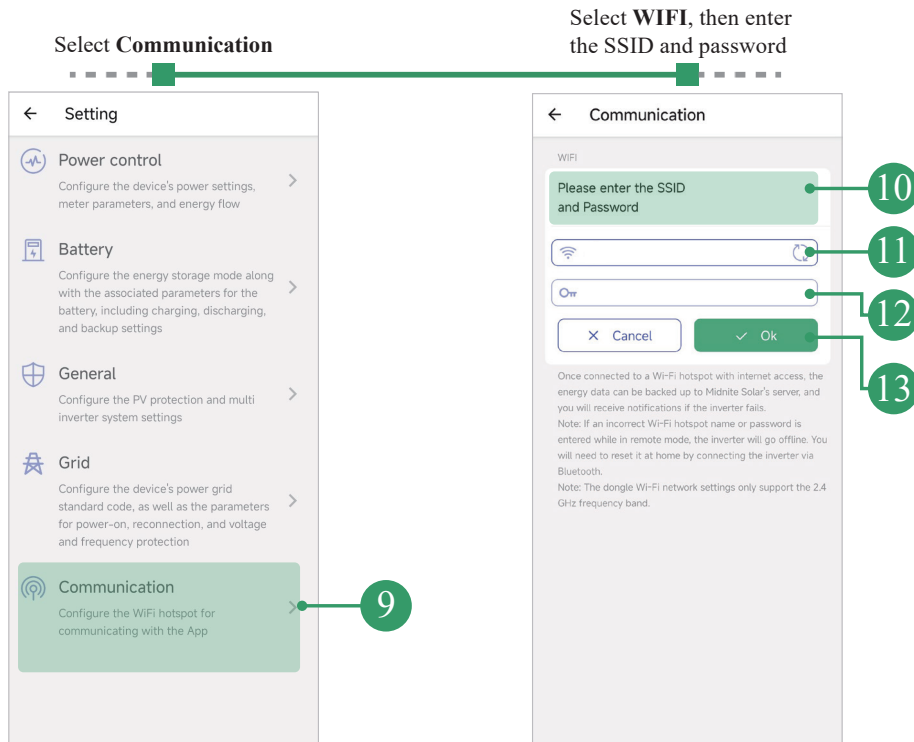 Select Communication
Select WIFI, then enter
the SSID and password
← Setting
Power control
Configure the device's power settings,
meter parameters, and energy flow
Battery
Configure the energy storage mode along
with the associated parameters for the
battery, including charging, discharging,
and backup settings
General
Configure the PV protection and multi
inverter system settings
Grid
Configure the device's power grid
standard code, as well as the parameters
for power-on, reconnection, and voltage
and frequency protection
Communication
Configure the WiFi hotspot for
communicating with the App
9
← Communication
WIFI
Please enter the SSID
and Password
10
11
12
× Cancel
✓ Ok
13
Once connected to a Wi-Fi hotspot with internet access, the
energy data can be backed up to Midnite Solar's server, and
you will receive notifications if the inverter fails.
Note: If an incorrect Wi-Fi hotspot name or password is
entered while in remote mode, the inverter will go offline. You
will need to reset it at home by connecting the inverter via
Bluetooth.
Note: The dongle Wi-Fi network settings only support the 2.4
GHz frequency band.